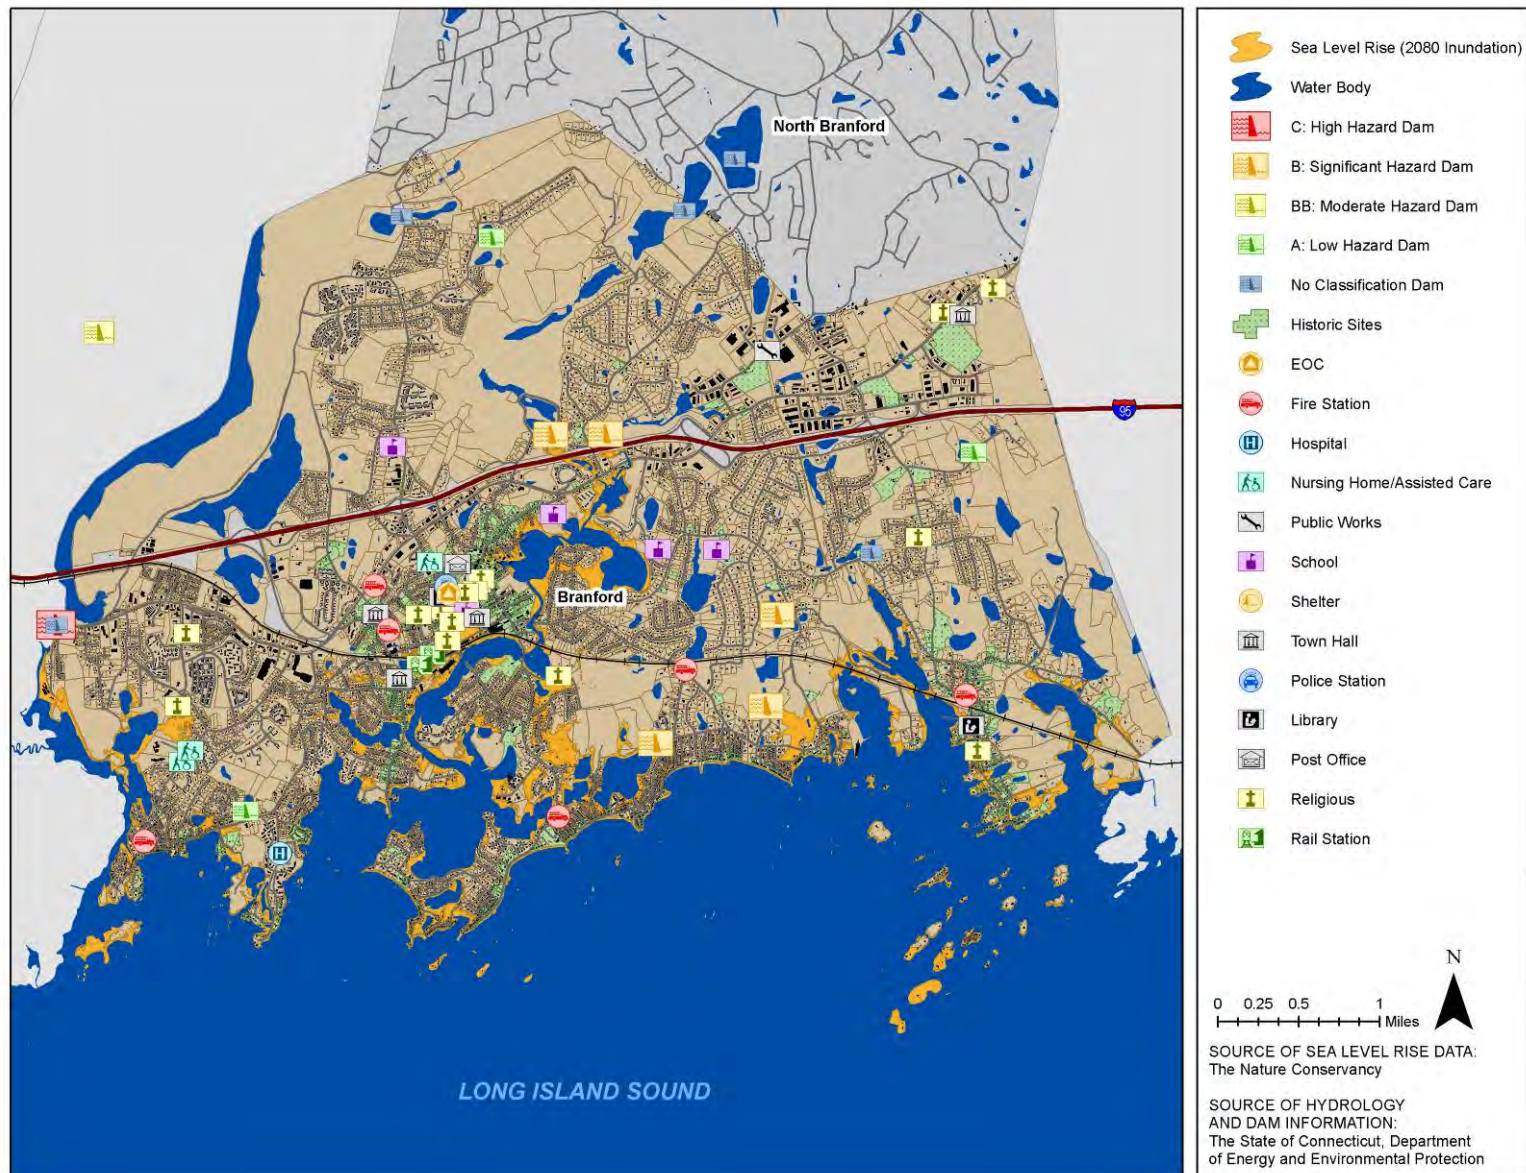 North Branford
95
Branford
LONG ISLAND SOUND
Sea Level Rise (2080 Inundation)
Water Body
C: High Hazard Dam
B: Significant Hazard Dam
BB: Moderate Hazard Dam
A: Low Hazard Dam
No Classification Dam
Historic Sites
EOC
Fire Station
H
Hospital
Nursing Home/Assisted Care
Public Works
School
Shelter
Town Hall
Police Station
Library
Post Office
Religious
Rail Station
N
0 0.25 0.5 1
Miles
SOURCE OF SEA LEVEL RISE DATA:
The Nature Conservancy
SOURCE OF HYDROLOGY
AND DAM INFORMATION:
The State of Connecticut, Department
of Energy and Environmental Protection